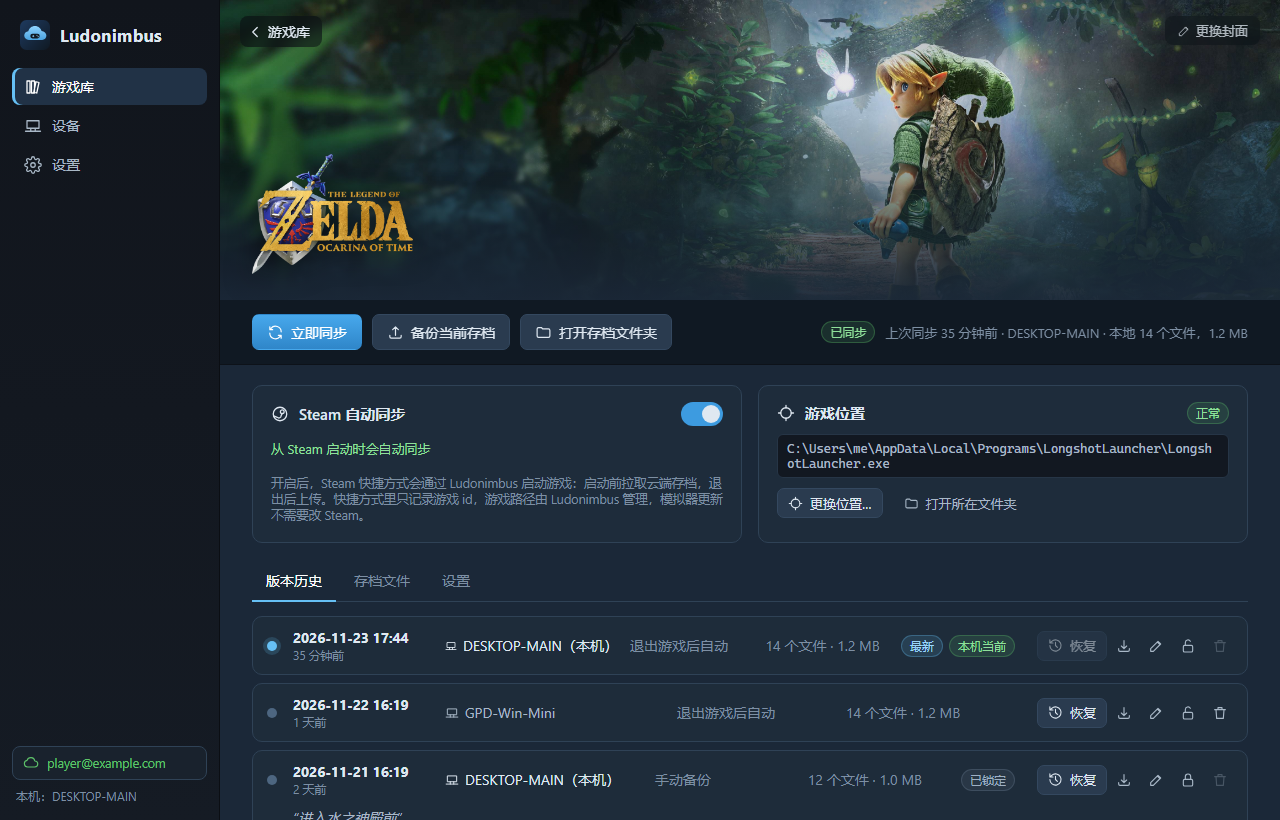 Ludonimbus
游戏库
设备
设置
player@example.com
本机：DESKTOP-MAIN
游戏库
更换封面
THE LEGEND OF
ZELDA
OCARINA OF TIME
立即同步
备份当前存档
打开存档文件夹
已同步
上次同步 35 分钟前 · DESKTOP-MAIN · 本地 14 个文件，1.2 MB
Steam 自动同步
从 Steam 启动时会自动同步
开启后，Steam 快捷方式会通过 Ludonimbus 启动游戏：启动前拉取云端存档，退
出后上传。快捷方式里只记录游戏 id，游戏路径由 Ludonimbus 管理，模拟器更新
不需要改 Steam。
游戏位置
正常
C:\Users\me\AppData\Local\Programs\LongshotLauncher\Longsh
otLauncher.exe
更换位置...
打开所在文件夹
版本历史
存档文件
设置
2026-11-23 17:44
35 分钟前
DESKTOP-MAIN（本机）
退出游戏后自动
14 个文件 · 1.2 MB
最新
本机当前
恢复
2026-11-22 16:19
1 天前
GPD-Win-Mini
退出游戏后自动
14 个文件 · 1.2 MB
恢复
2026-11-21 16:19
2 天前
DESKTOP-MAIN（本机）
手动备份
12 个文件 · 1.0 MB
已锁定
恢复
“进入水之神殿前”